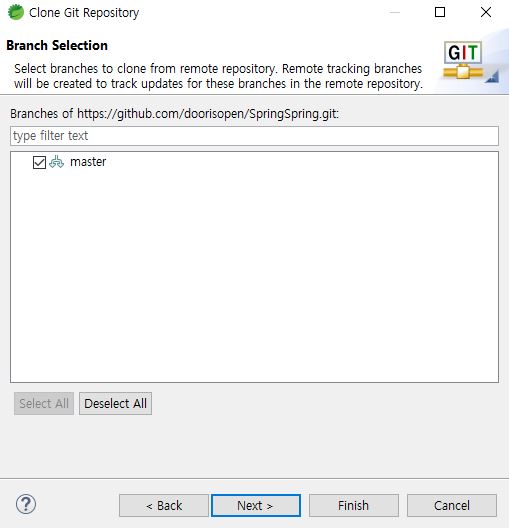 Clone Git Repository
Branch Selection
GIT
Select branches to clone from remote repository. Remote tracking branches
will be created to track updates for these branches in the remote repository.
Branches of https://github.com/doorisopen/SpringSpring.git:
type filter text
master
Select All
Deselect All
?
< Back
Next >
Finish
Cancel